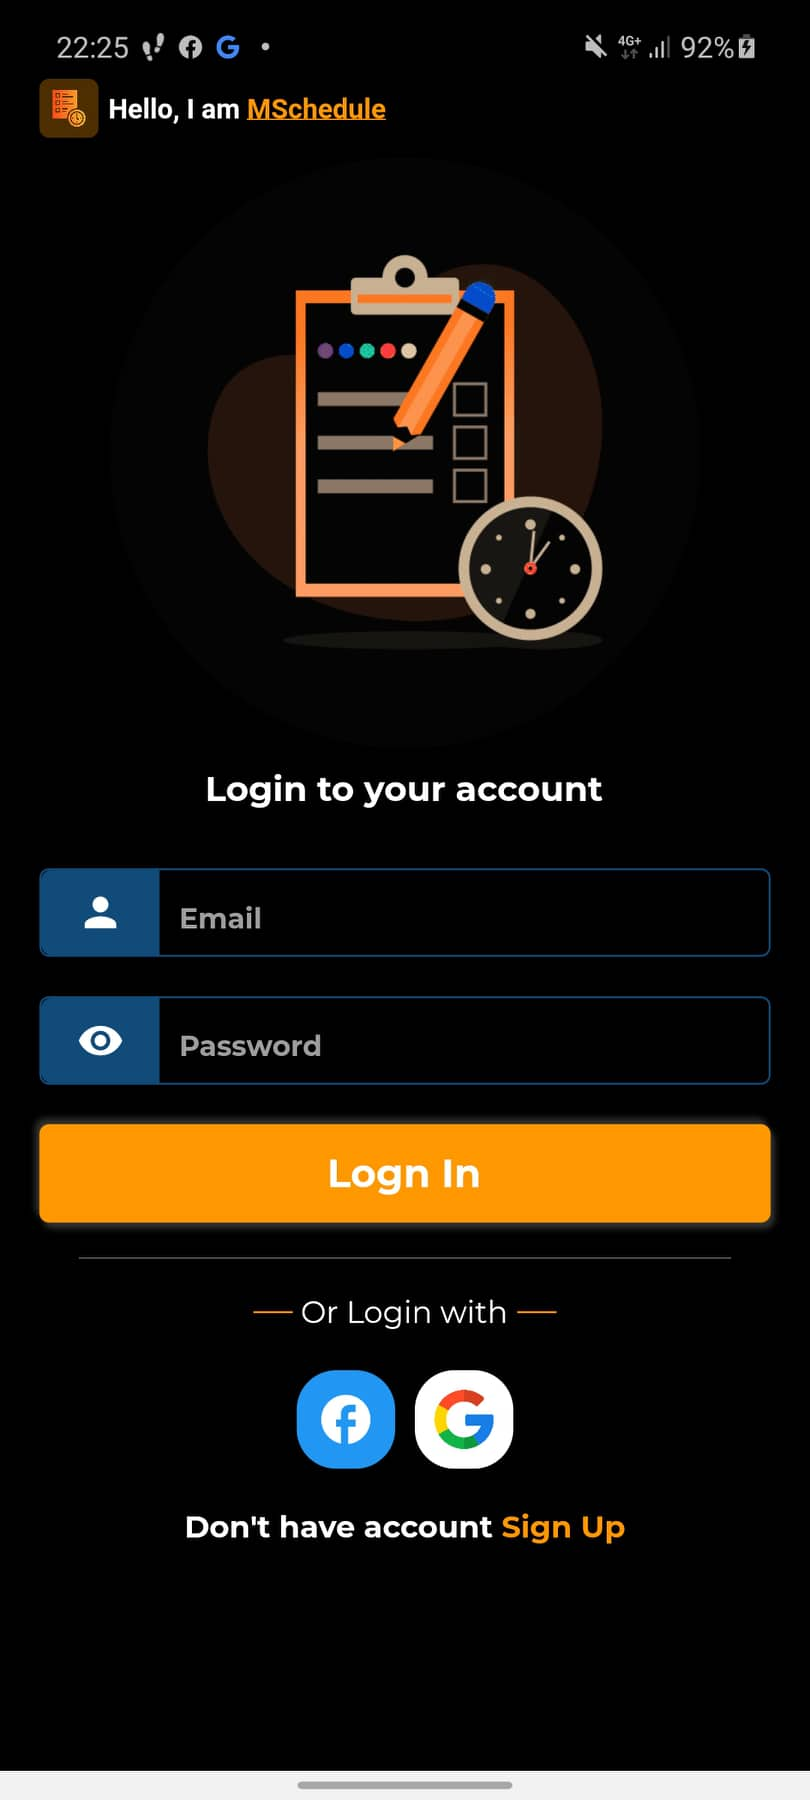 22:25 4G+ 92%
Hello, I am MSchedule
Login to your account
Email
Password
Logn In
Or Login with
Don't have account Sign Up